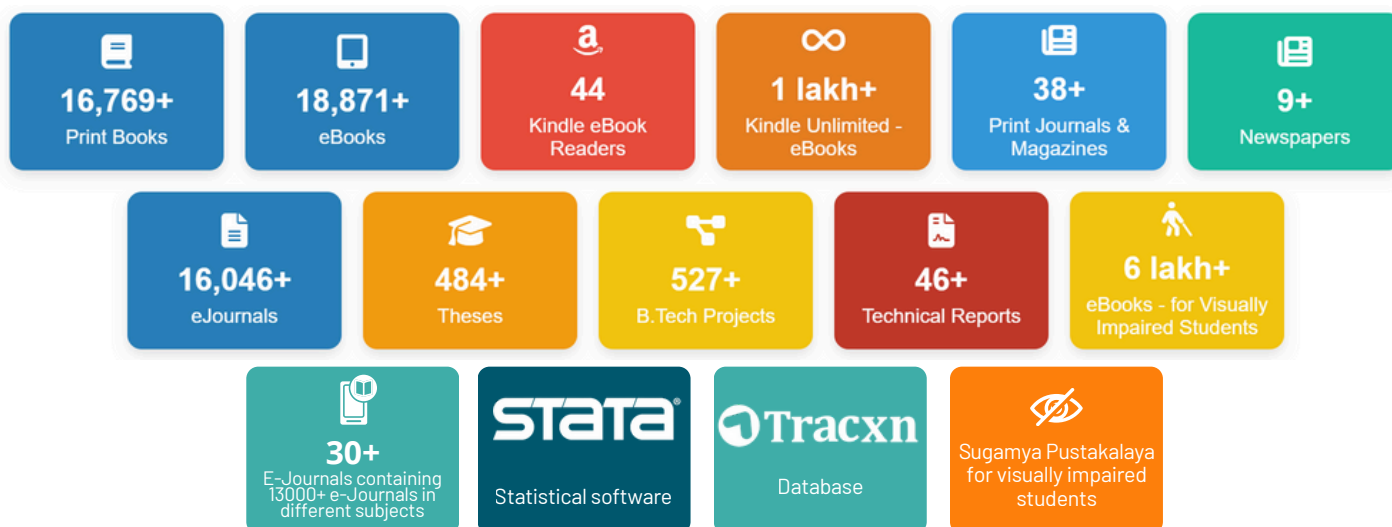 16,769+
Print Books
18,871+
eBooks
a
44
Kindle eBook
Readers
1 lakh+
Kindle Unlimited -
eBooks
38+
Print Journals &
Magazines
9+
Newspapers
16,046+
eJournals
484+
Theses
527+
B.Tech Projects
46+
Technical Reports
6 lakh+
eBooks - for Visually
Impaired Students
30+
E-Journals containing
13000+ e-Journals in
different subjects
STATA®
Statistical software
Tracxn
Database
Sugamya Pustakalaya
for visually impaired
students